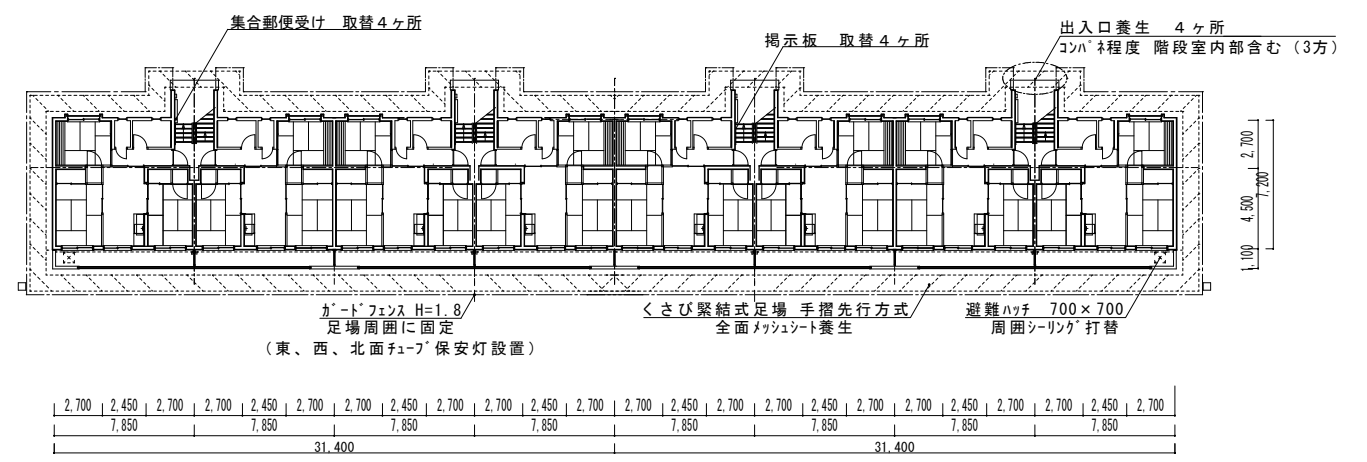 集合郵便受け 取替４ヶ所
掲示板 取替４ヶ所
出入口養生 ４ヶ所
ｺﾝﾊﾟﾈ程度 階段室内部含む（3方）
2,700
4,500
7,200
1,100
ｶﾞｰﾄﾞﾌｪﾝｽ H=1.8
足場周囲に固定
（東、西、北面ﾁｭｰﾌﾞ保安灯設置）
くさび緊結式足場 手摺先行方式
全面ﾒｯｼｭｼｰﾄ養生
避難ﾊｯﾁ 700×700
周囲ｼｰﾘﾝｸﾞ打替
2,700 2,450 2,700 2,700 2,450 2,700 2,700 2,450 2,700 2,700 2,450 2,700 2,700 2,450 2,700 2,700 2,450 2,700 2,700 2,450 2,700 2,700 2,450 2,700
7,850 7,850 7,850 7,850 7,850 7,850 7,850 7,850
31,400 31,400